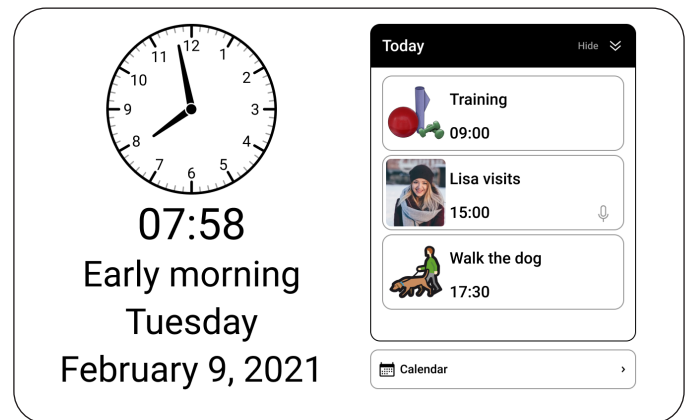 12
1
2
3
4
5
6
7
8
9
10
11
07:58
Early morning
Tuesday
February 9, 2021
Today
Hide
Training
09:00
Lisa visits
15:00
Walk the dog
17:30
Calendar